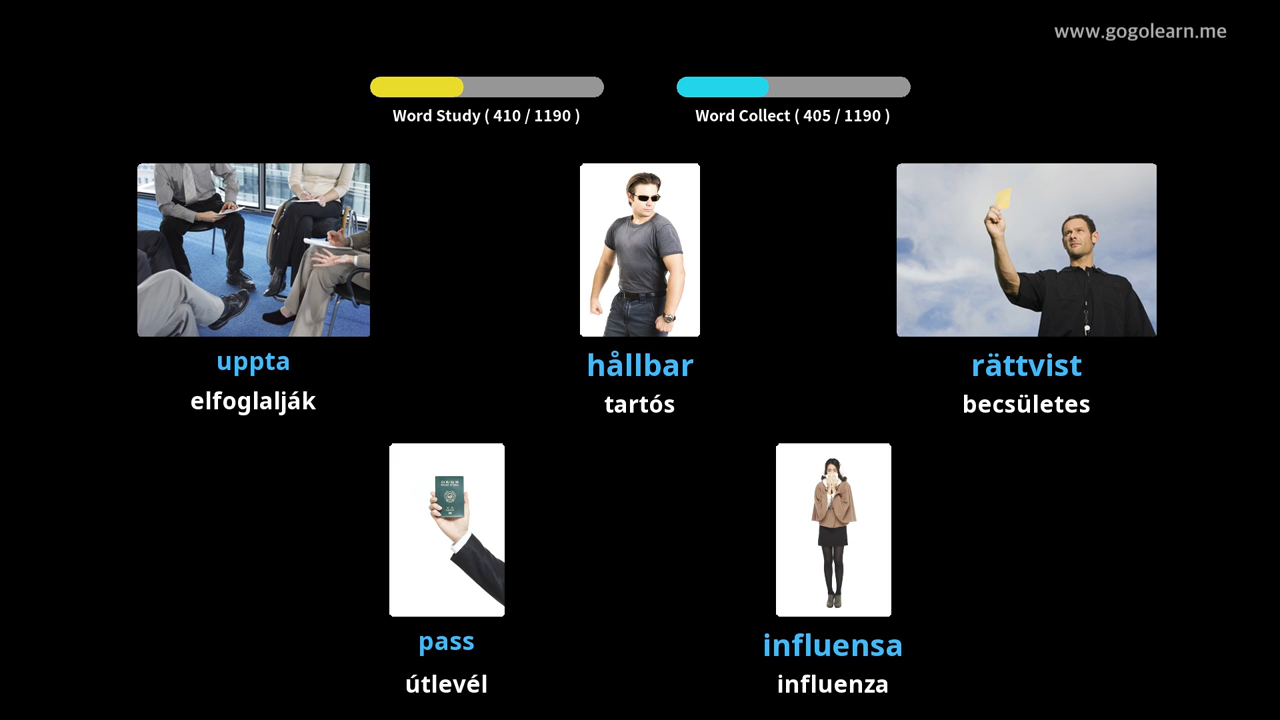 www.gogolearn.me
Word Study ( 410 / 1190 )
Word Collect ( 405 / 1190 )
uppta
elfoglalják
hållbar
tartós
rättvist
becsületes
pass
útlevél
influensa
influenza